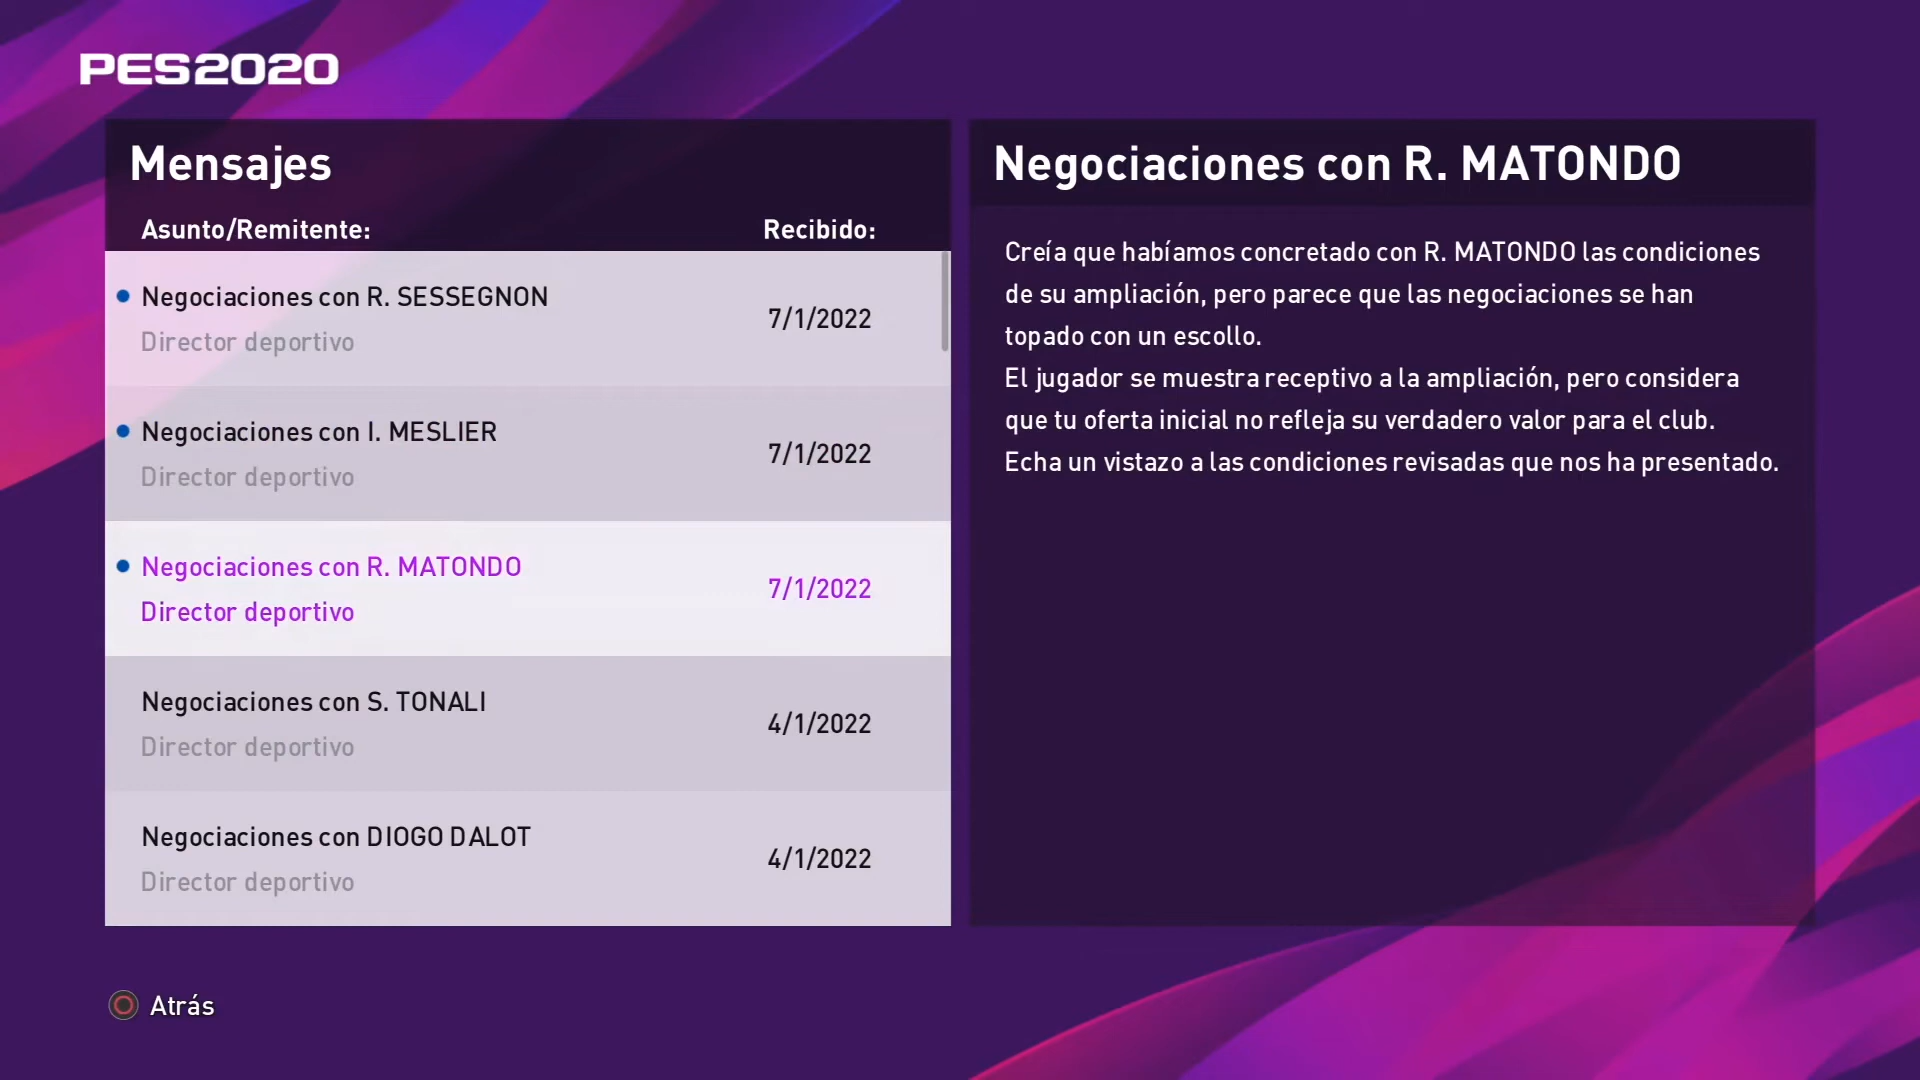 PES2020
Mensajes
Asunto/Remitente: Recibido:
Negociaciones con R. SESSEGNON
Director deportivo
7/1/2022
Negociaciones con I. MESLIER
Director deportivo
7/1/2022
Negociaciones con R. MATONDO
Director deportivo
7/1/2022
Negociaciones con S. TONALI
Director deportivo
4/1/2022
Negociaciones con DIOGO DALOT
Director deportivo
4/1/2022
Negociaciones con R. MATONDO
Creía que habíamos concretado con R. MATONDO las condiciones
de su ampliación, pero parece que las negociaciones se han
topado con un escollo.
El jugador se muestra receptivo a la ampliación, pero considera
que tu oferta inicial no refleja su verdadero valor para el club.
Echa un vistazo a las condiciones revisadas que nos ha presentado.
Atrás